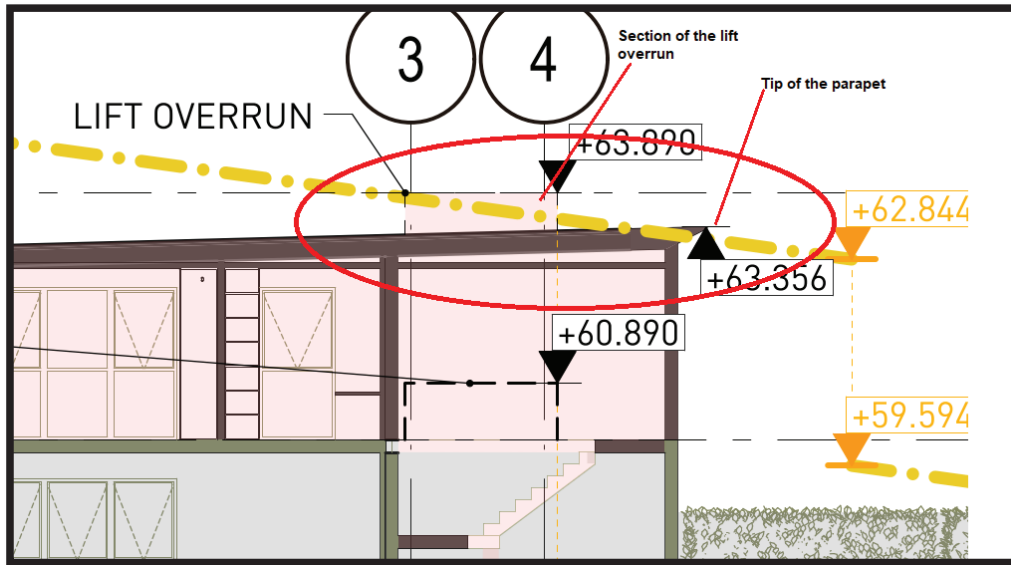 3
4
Section of the lift
overrun
Tip of the parapet
LIFT OVERRUN
+63.890
+62.844
+63.356
+60.890
+59.594